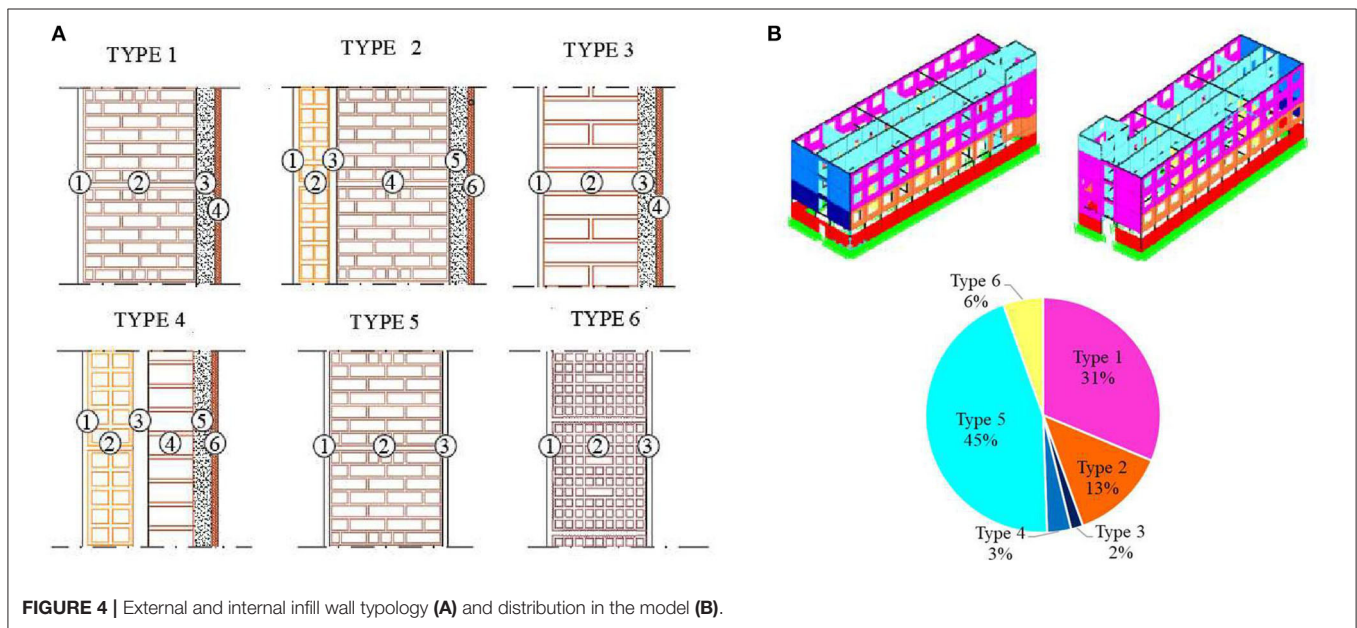 A
TYPE 1
TYPE 2
TYPE 3
1 2 3 4
1 2 3 4 5 6
1 2 3 4
TYPE 4
TYPE 5
TYPE 6
1 2 3 4 5 6
1 2 3
1 2 3
B
Type 6
6%
Type 1
31%
Type 5
45%
Type 2
13%
Type 4
3%
Type 3
2%
FIGURE 4 | External and internal infill wall typology (A) and distribution in the model (B).